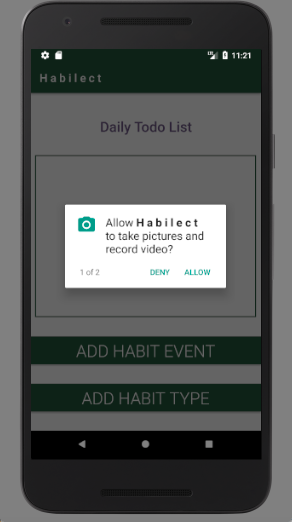 11:21
Habilect
Daily Todo List
Allow Habilect
to take pictures and
record video?
1 of 2 DENY ALLOW
ADD HABIT EVENT
ADD HABIT TYPE